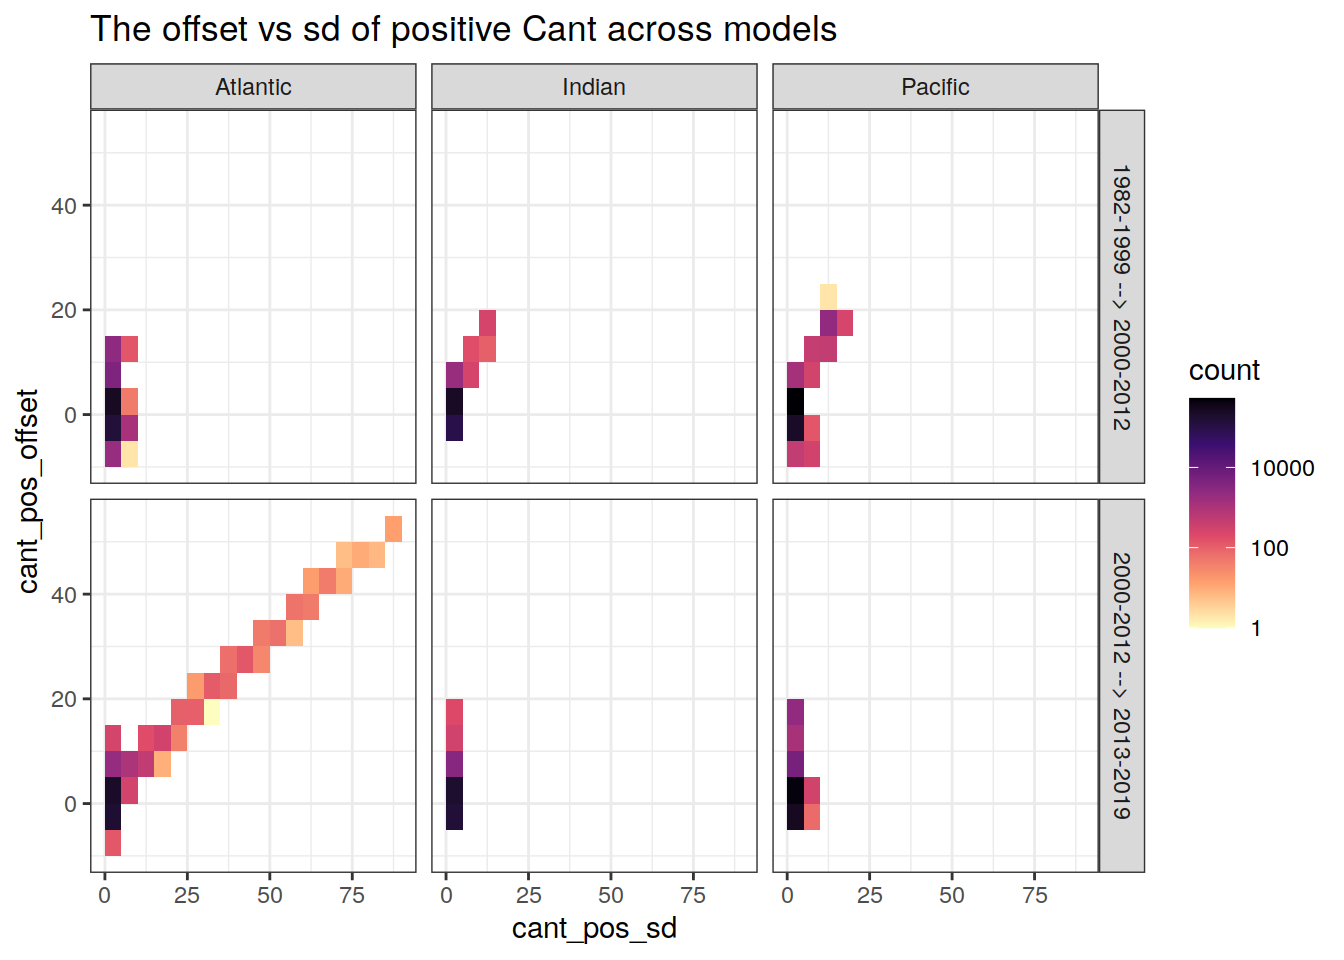 The offset vs sd of positive Cant across models
Atlantic
Indian
Pacific
1982-1999 --> 2000-2012
2000-2012 --> 2013-2019
cant_pos_offset
40
20
0
40
20
0
0 25 50 75
0 25 50 75
0 25 50 75
cant_pos_sd
count
10000
100
1